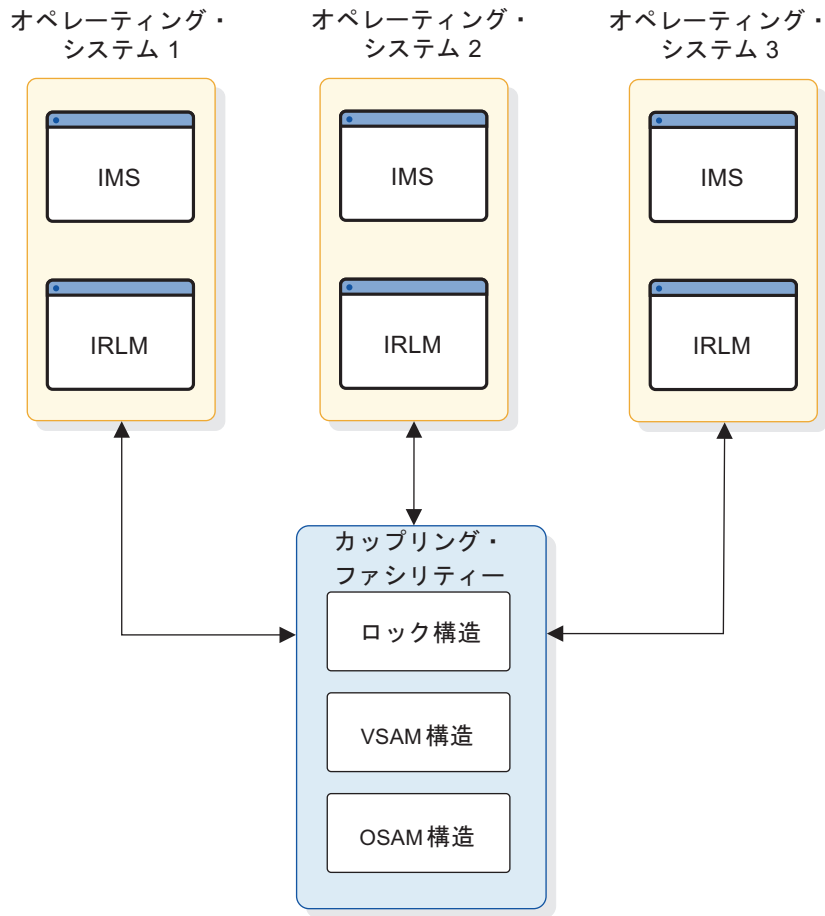 オペレーティング・
システム 1
オペレーティング・
システム 2
オペレーティング・
システム 3
IMS
IMS
IMS
IRLM
IRLM
IRLM
カップリング・
ファシリティー
ロック構造
VSAM 構造
OSAM 構造